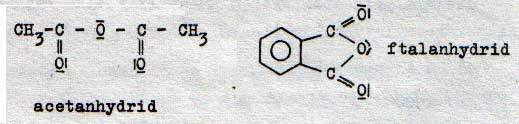 CH3-C - O - C - CH3
O O
acetanhydrid
C O
O
C O
ftalanhydrid